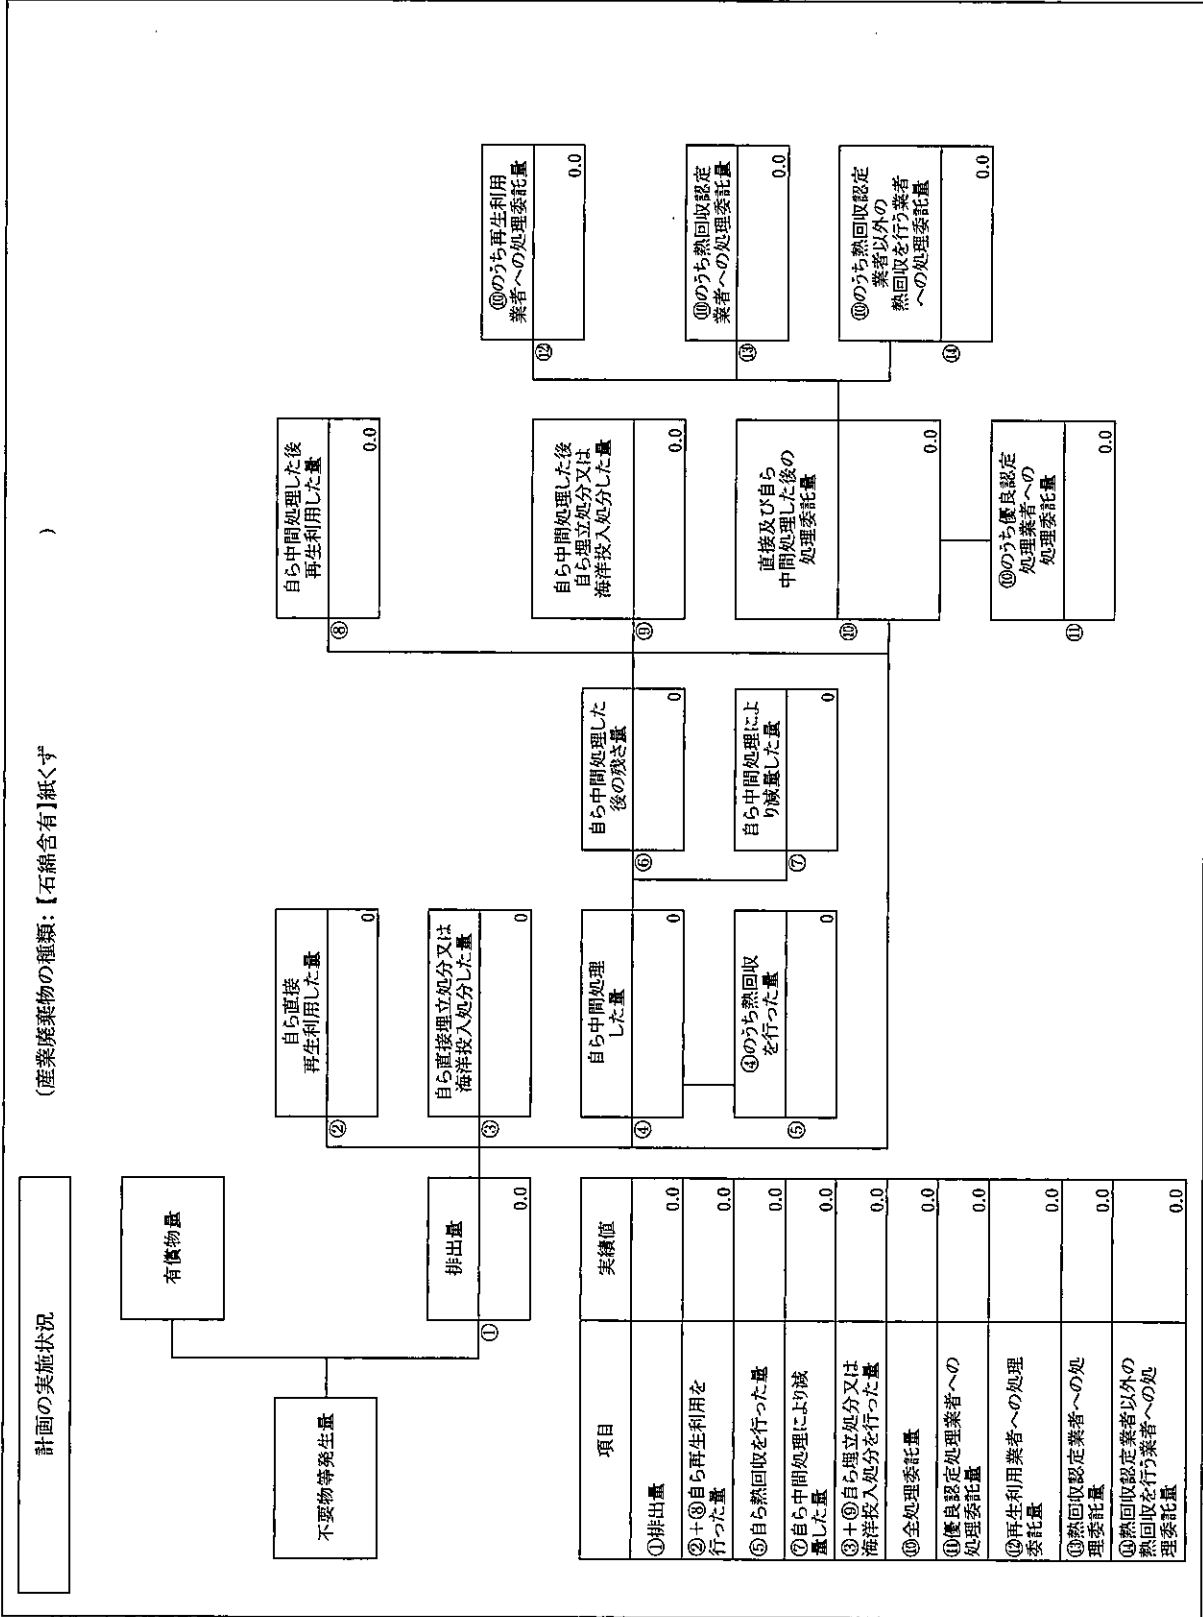 計画の実施状況
(産業廃棄物の種類：【石綿含有】紙くず
)
不要物等発生量
有償物量
①
排出量
0.0
②
自ら直接
再生利用した量
0
③
自ら直接埋立処分又は
海洋投入処分した量
0
④
自ら中間処理
した量
0
⑤
④のうち熱回収
を行った量
0
⑥
自ら中間処理した
後の残さ量
0
⑦
自ら中間処理によ
り減量した量
0
⑧
自ら中間処理した後
再生利用した量
0.0
⑨
自ら中間処理した後
自ら埋立処分又は
海洋投入処分した量
0.0
⑩
直接及び自ら
中間処理した後の
処理委託量
0.0
⑪
⑩のうち優良認定
処理業者への
処理委託量
0.0
⑫
⑩のうち再生利用
業者への処理委託量
0.0
⑬
⑩のうち熱回収認定
業者への処理委託量
0.0
⑭
⑩のうち熱回収認定
業者以外の
熱回収を行う業者
への処理委託量
0.0
項目
実績値
①排出量
0.0
②＋⑧自ら再生利用を
行った量
0.0
⑤自ら熱回収を行った量
0.0
⑦自ら中間処理により減
量した量
0.0
③＋⑨自ら埋立処分又は
海洋投入処分を行った量
0.0
⑩全処理委託量
0.0
⑪優良認定処理業者への
処理委託量
0.0
⑫再生利用業者への処理
委託量
0.0
⑬熱回収認定業者への処
理委託量
0.0
⑭熱回収認定業者以外の
熱回収を行う業者への処
理委託量
0.0